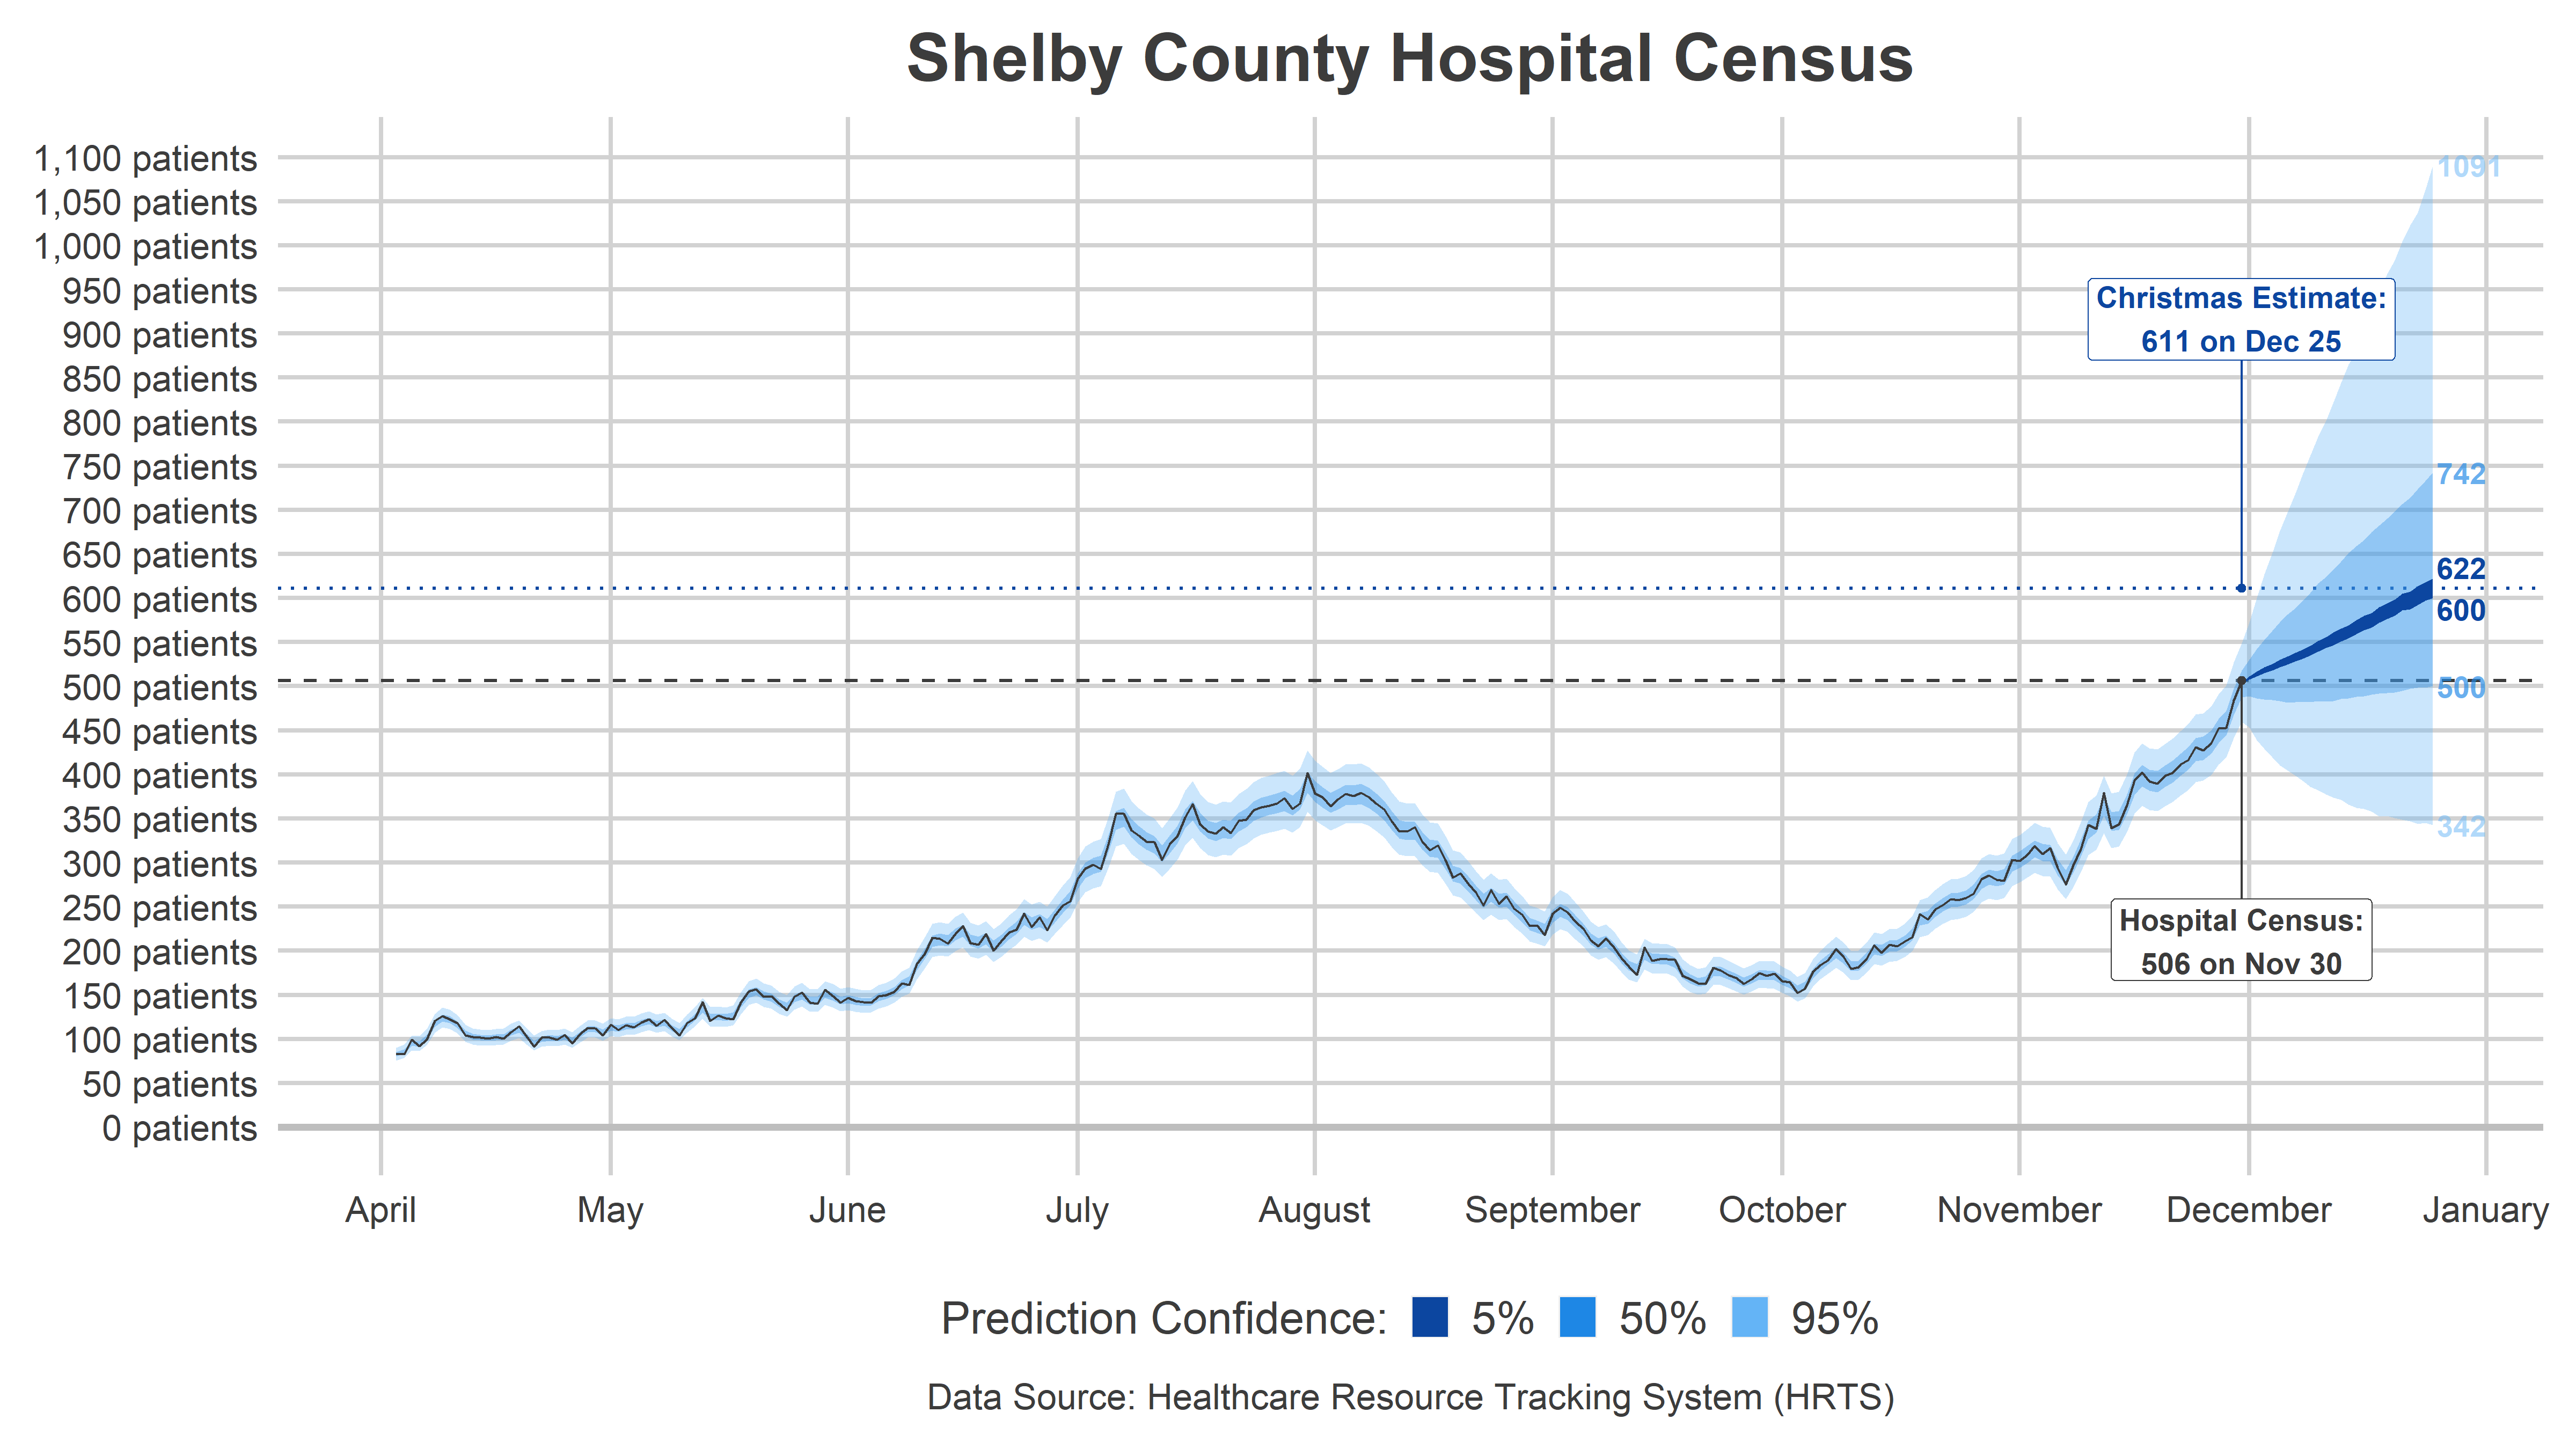 Shelby County Hospital Census
1,100 patients
1,050 patients
1,000 patients
950 patients
900 patients
850 patients
800 patients
750 patients
700 patients
650 patients
600 patients
550 patients
500 patients
450 patients
400 patients
350 patients
300 patients
250 patients
200 patients
150 patients
100 patients
50 patients
0 patients
1091
Christmas Estimate:
611 on Dec 25
742
622
600
500
342
Hospital Census:
506 on Nov 30
April May June July August September October November December January
Prediction Confidence: 5% 50% 95%
Data Source: Healthcare Resource Tracking System (HRTS)